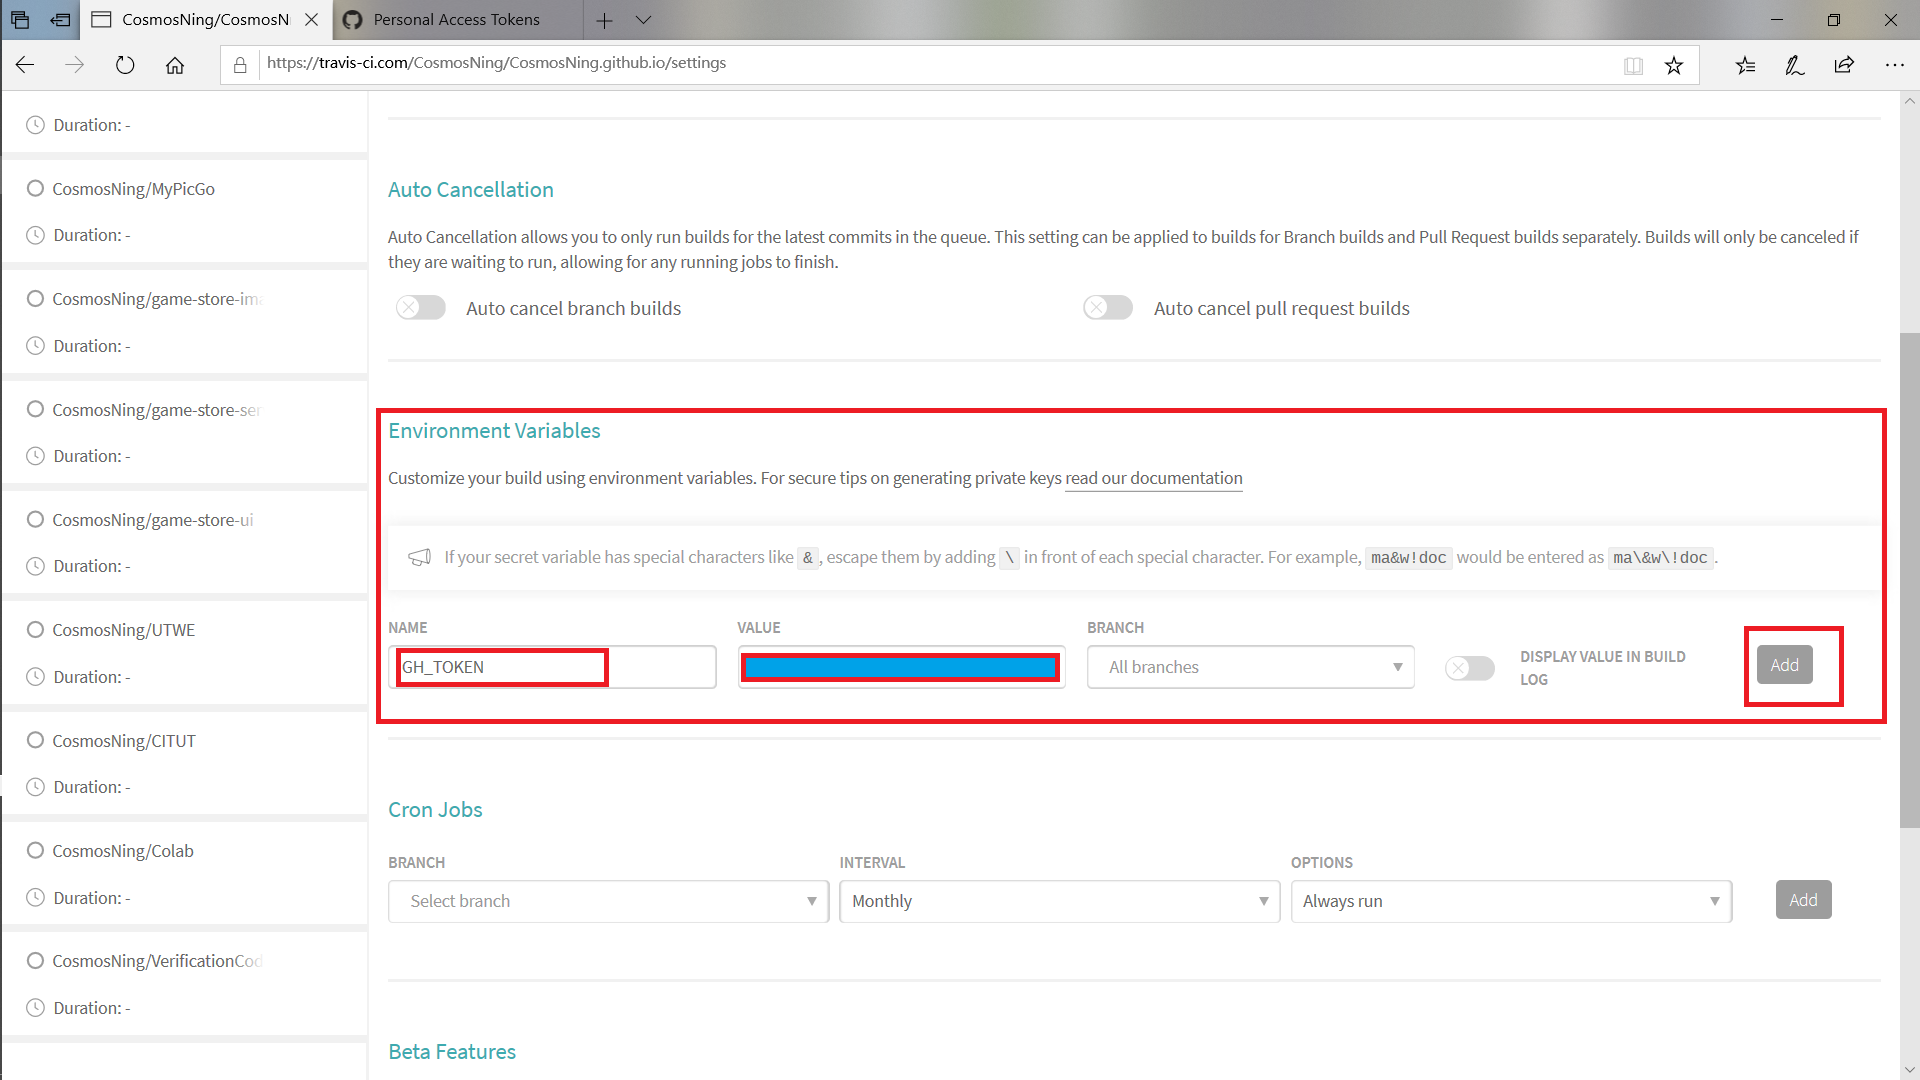 CosmosNing/CosmosN
Personal Access Tokens
https://travis-ci.com/CosmosNing/CosmosNing.github.io/settings
Duration: -
CosmosNing/MyPicGo
Duration: -
CosmosNing/game-store-ima
Duration: -
CosmosNing/game-store-ser
Duration: -
CosmosNing/game-store-ui
Duration: -
CosmosNing/UTWE
Duration: -
CosmosNing/CITUT
Duration: -
CosmosNing/Colab
Duration: -
CosmosNing/VerificationCod
Duration: -
Auto Cancellation
Auto Cancellation allows you to only run builds for the latest commits in the queue. This setting can be applied to builds for Branch builds and Pull Request builds separately. Builds will only be canceled if
they are waiting to run, allowing for any running jobs to finish.
Auto cancel branch builds
Auto cancel pull request builds
Environment Variables
Customize your build using environment variables. For secure tips on generating private keys read our documentation
If your secret variable has special characters like & , escape them by adding \ in front of each special character. For example, ma&w!doc would be entered as ma\&w\!doc .
NAME VALUE BRANCH
GH_TOKEN All branches DISPLAY VALUE IN BUILD
LOG
Add
Cron Jobs
BRANCH INTERVAL OPTIONS
Select branch Monthly Always run Add
Beta Features